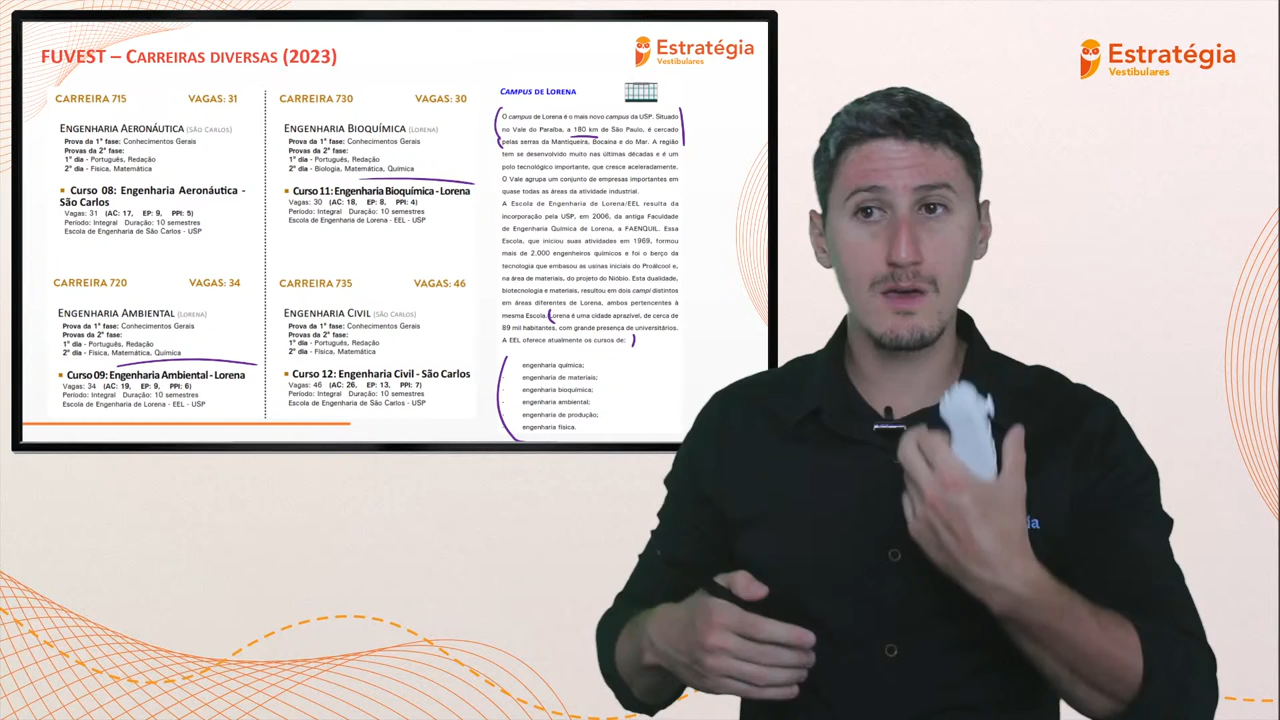 FUVEST – CARREIRAS DIVERSAS (2023)
Estratégia
Vestibulares
CARREIRA 715 VAGAS: 31
ENGENHARIA AERONÁUTICA (SÃO CARLOS)
Prova da 1ª fase: Conhecimentos Gerais
Provas da 2ª fase:
1º dia - Português, Redação
2º dia - Física, Matemática
Curso 08: Engenharia Aeronáutica -
São Carlos
Vagas: 31 (AC: 17, EP: 9, PPI: 5)
Período: Integral Duração: 10 semestres
Escola de Engenharia de São Carlos - USP
CARREIRA 720 VAGAS: 34
ENGENHARIA AMBIENTAL (LORENA)
Prova da 1ª fase: Conhecimentos Gerais
Provas da 2ª fase:
1º dia - Português, Redação
2º dia - Física, Matemática, Química
Curso 09: Engenharia Ambiental - Lorena
Vagas: 34 (AC: 19, EP: 9, PPI: 6)
Período: Integral Duração: 10 semestres
Escola de Engenharia de Lorena - EEL - USP
CARREIRA 730 VAGAS: 30
ENGENHARIA BIOQUÍMICA (LORENA)
Prova da 1ª fase: Conhecimentos Gerais
Provas da 2ª fase:
1º dia - Português, Redação
2º dia - Biologia, Matemática, Química
Curso 11: Engenharia Bioquímica - Lorena
Vagas: 30 (AC: 18, EP: 8, PPI: 4)
Período: Integral Duração: 10 semestres
Escola de Engenharia de Lorena - EEL - USP
CARREIRA 735 VAGAS: 46
ENGENHARIA CIVIL (SÃO CARLOS)
Prova da 1ª fase: Conhecimentos Gerais
Provas da 2ª fase:
1º dia - Português, Redação
2º dia - Física, Matemática
Curso 12: Engenharia Civil - São Carlos
Vagas: 46 (AC: 26, EP: 13, PPI: 7)
Período: Integral Duração: 10 semestres
Escola de Engenharia de São Carlos - USP
CAMPUS DE LORENA
O campus de Lorena é o mais novo campus da USP. Situado
no Vale do Paraíba, a 180 km de São Paulo, é cercado
pelas serras da Mantiqueira, Bocaina e do Mar. A região
tem se desenvolvido muito nas últimas décadas e é um
polo tecnológico importante, que cresce aceleradamente.
O Vale agrupa um conjunto de empresas importantes em
quase todas as áreas da atividade industrial.
A Escola de Engenharia de Lorena/EEL resulta da
incorporação pela USP, em 2006, da antiga Faculdade
de Engenharia Química de Lorena, a FAENQUIL. Essa
Escola, que iniciou suas atividades em 1969, formou
mais de 2.000 engenheiros químicos e foi o berço da
tecnologia que embasou as usinas iniciais do Proálcool e,
na área de materiais, do projeto do Nióbio. Esta dualidade,
biotecnologia e materiais, resultou em dois campi distintos
em áreas diferentes de Lorena, ambos pertencentes à
mesma Escola. Lorena é uma cidade aprazível, de cerca de
89 mil habitantes, com grande presença de universitários.
A EEL oferece atualmente os cursos de:
engenharia química;
engenharia de materiais;
engenharia bioquímica;
engenharia ambiental;
engenharia de produção;
engenharia física.
Estratégia
Vestibulares
ia